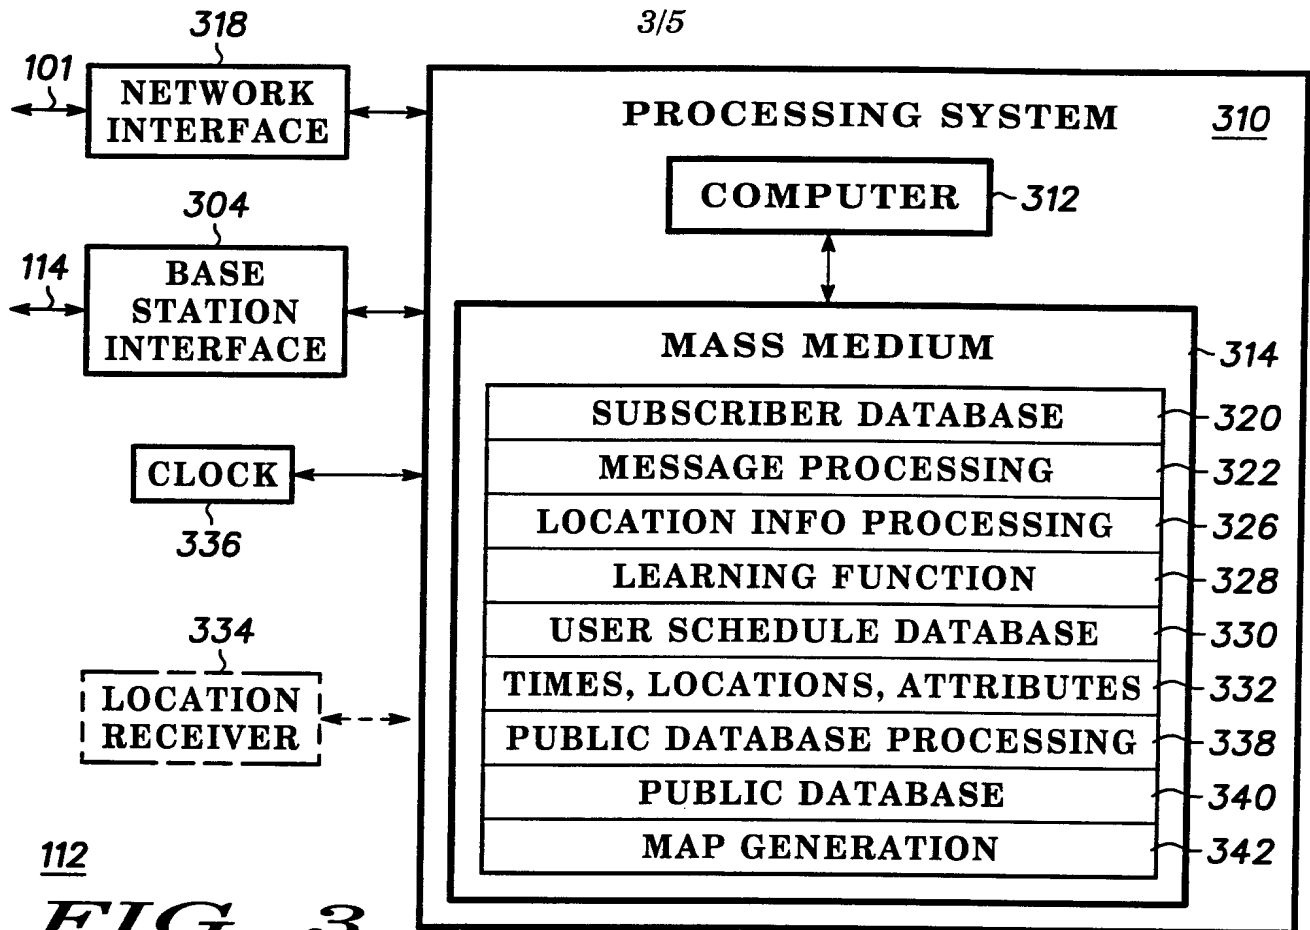 3/5
318
101
NETWORK
INTERFACE
304
114
BASE
STATION
INTERFACE
CLOCK
336
334
LOCATION
RECEIVER
PROCESSING SYSTEM 310
COMPUTER 312
MASS MEDIUM 314
SUBSCRIBER DATABASE 320
MESSAGE PROCESSING 322
LOCATION INFO PROCESSING 326
LEARNING FUNCTION 328
USER SCHEDULE DATABASE 330
TIMES, LOCATIONS, ATTRIBUTES 332
PUBLIC DATABASE PROCESSING 338
PUBLIC DATABASE 340
MAP GENERATION 342
112
FIG. 3